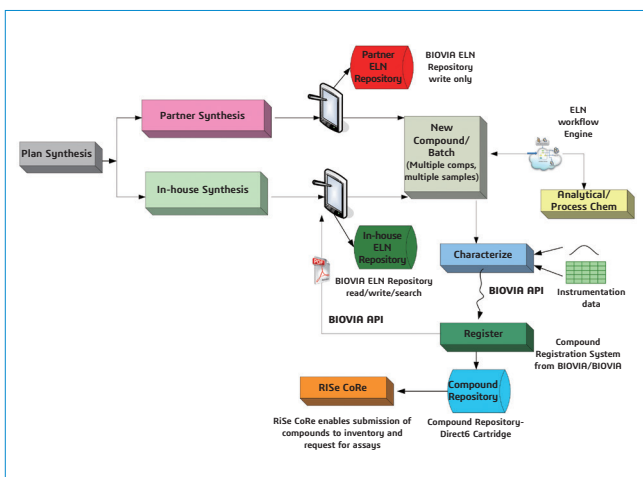 Partner
ELN
Repository
BIOVIA ELN
Repository
write only
Partner Synthesis
New
Compound/
Batch
(Multiple comps,
multiple samples)
ELN
workflow
Engine
Plan Synthesis
In-house Synthesis
Analytical/
Process Chem
In-house
ELN
Repository
PDF
BIOVIA ELN Repository
read/write/search
Characterize
Instrumentation
data
BIOVIA API
BIOVIA API
Register
Compound
Registration System
from BIOVIA/BIOVIA
RISe CoRe
Compound
Repository
RiSe CoRe enables submission of
compounds to inventory and
request for assays
Compound Repository-
Direct6 Cartridge